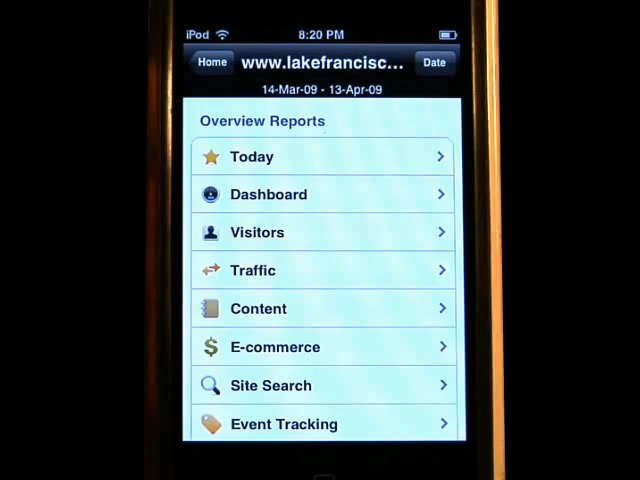 iPod 8:20 PM
Home www.lakefrancisc... Date
14-Mar-09 - 13-Apr-09
Overview Reports
Today
Dashboard
Visitors
Traffic
Content
E-commerce
Site Search
Event Tracking